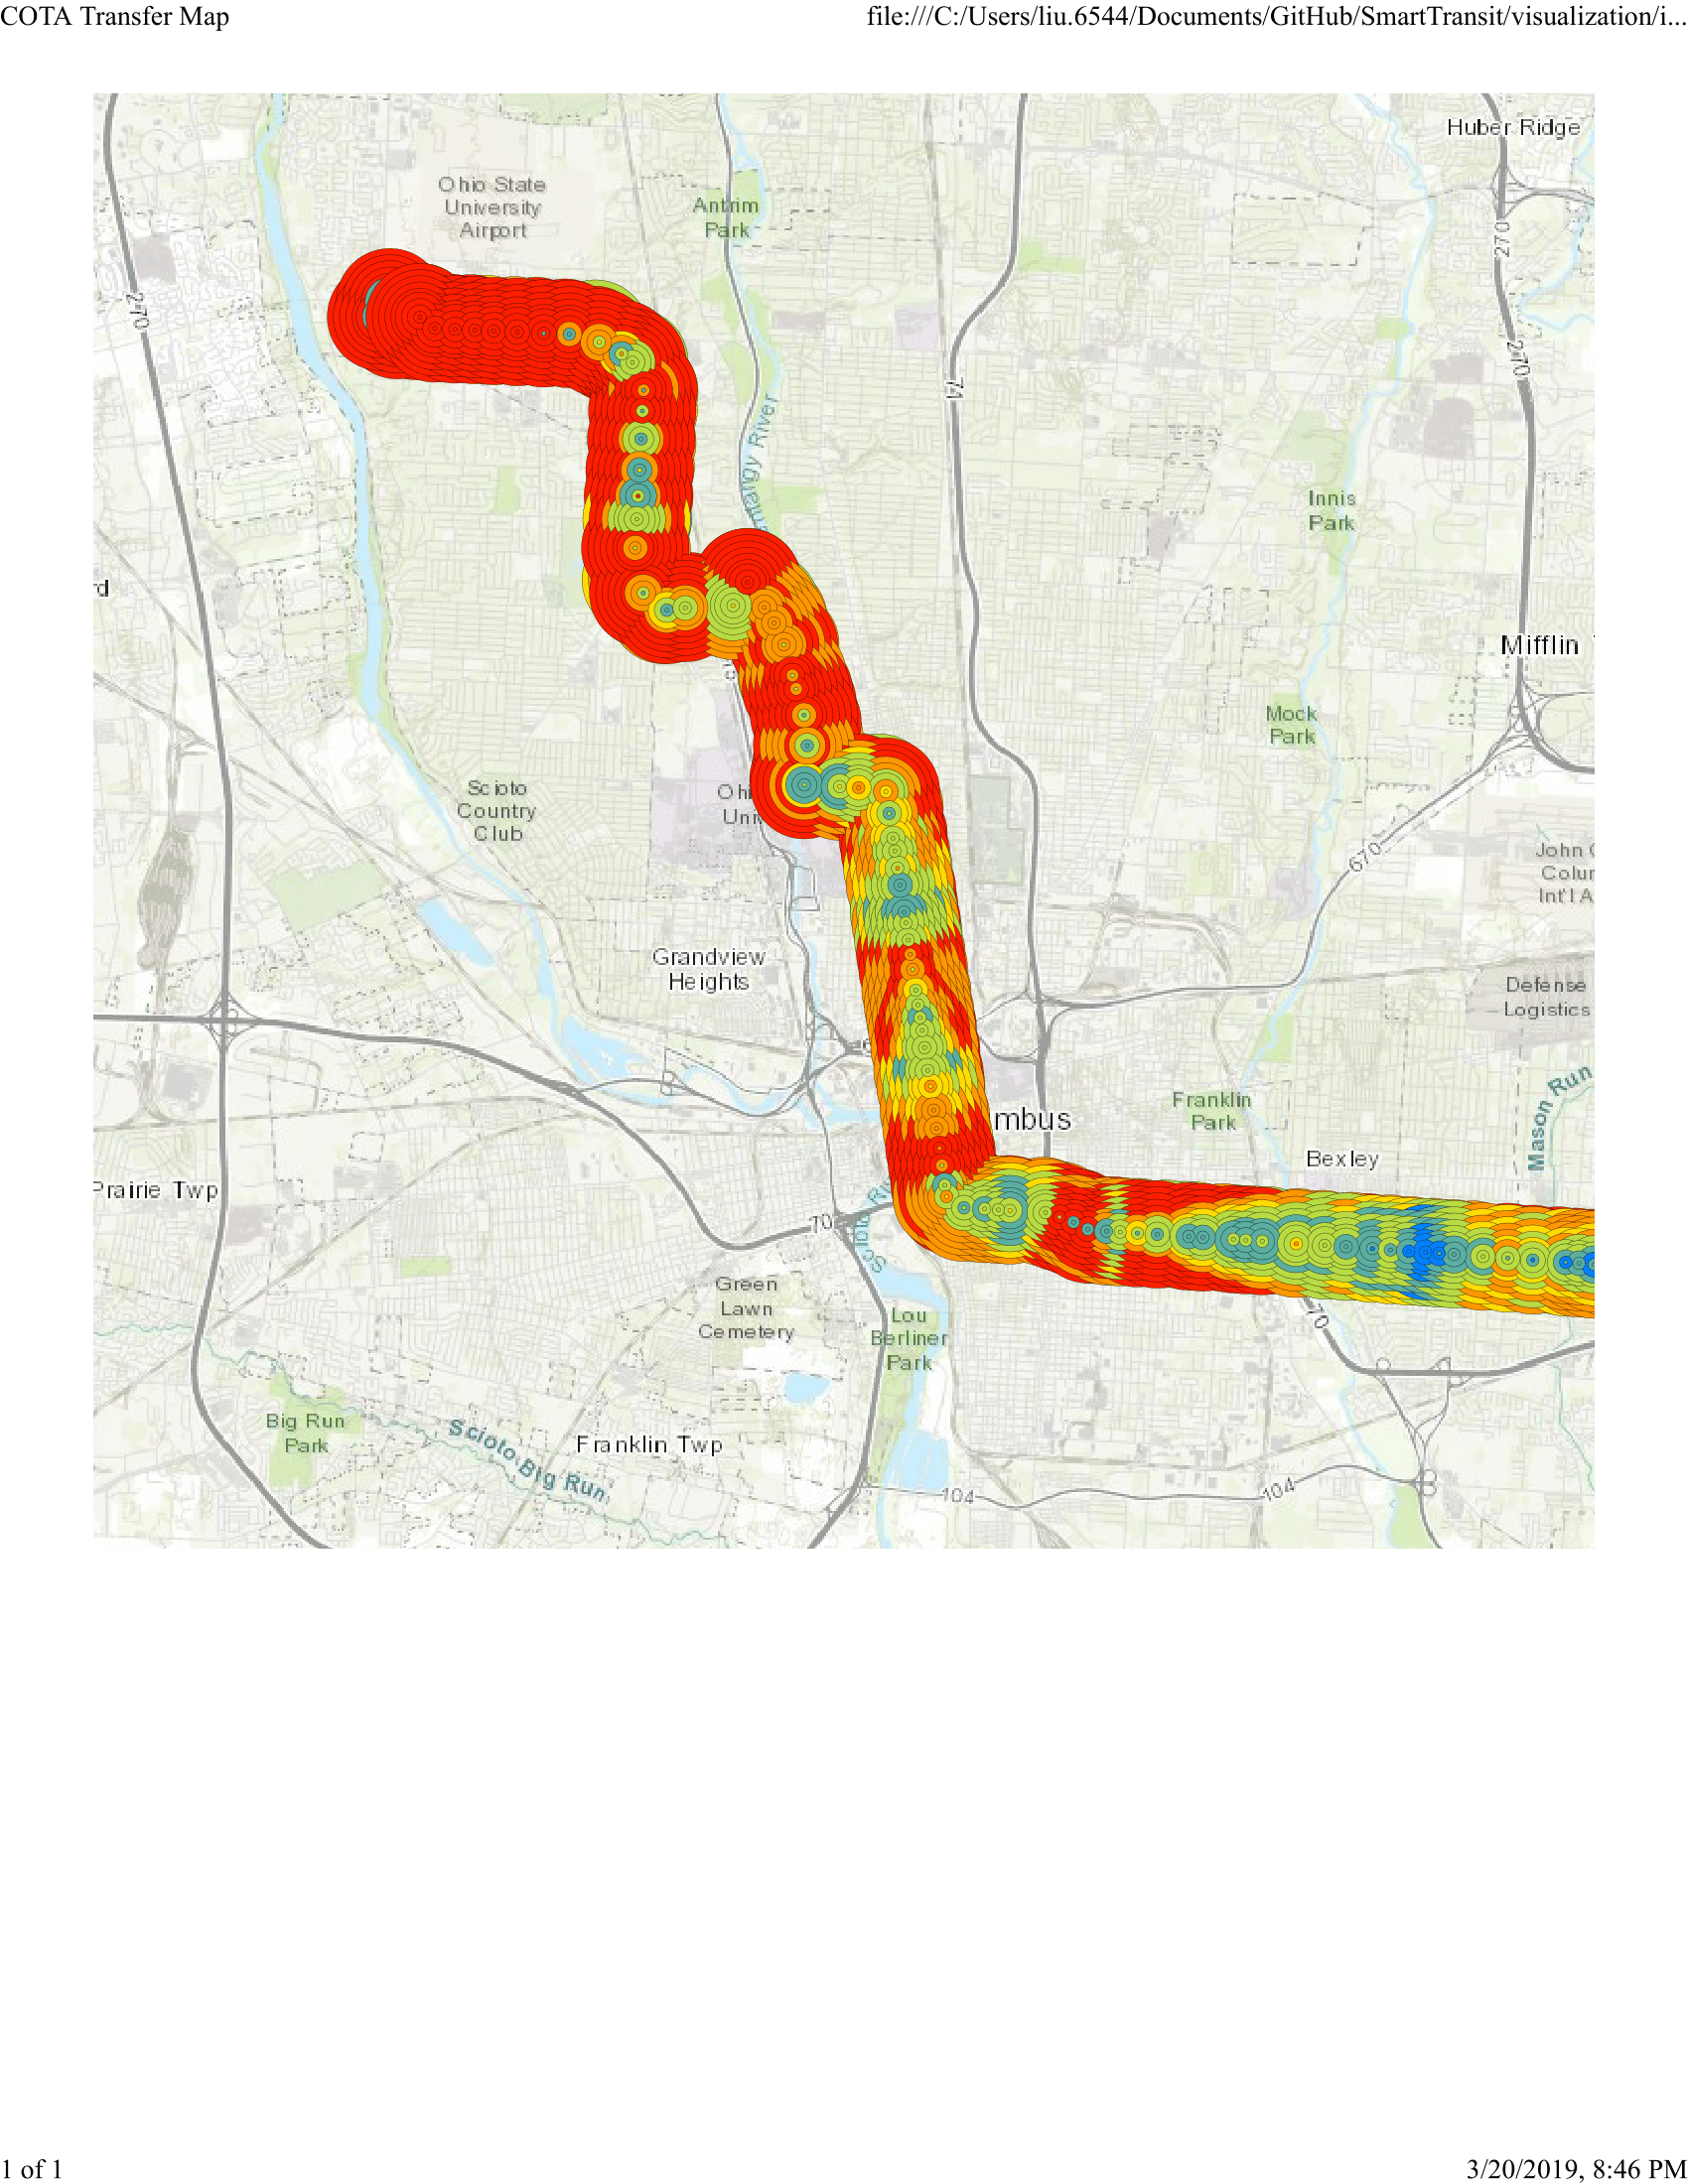 COTA Transfer Map
file:///C:/Users/liu.6544/Documents/GitHub/SmartTransit/visualization/i...
Huber Ridge
Ohio State
University
Airport
Antrim
Park
270
270
270
71
angy River
Innis
Park
rd
Mifflin
Mock
Park
Scioto
Country
Club
Ohi
Uni
670
John
Colu
Int'l A
Grandview
Heights
Defense
Logistics
Franklin
Park
mbus
Mason Run
Bexley
Prairie Twp
70
Green
Lawn
Cemetery
Lou
Berliner
Park
70
Big Run
Park
Scioto Big Run
Franklin Twp
104
104
1 of 1
3/20/2019, 8:46 PM